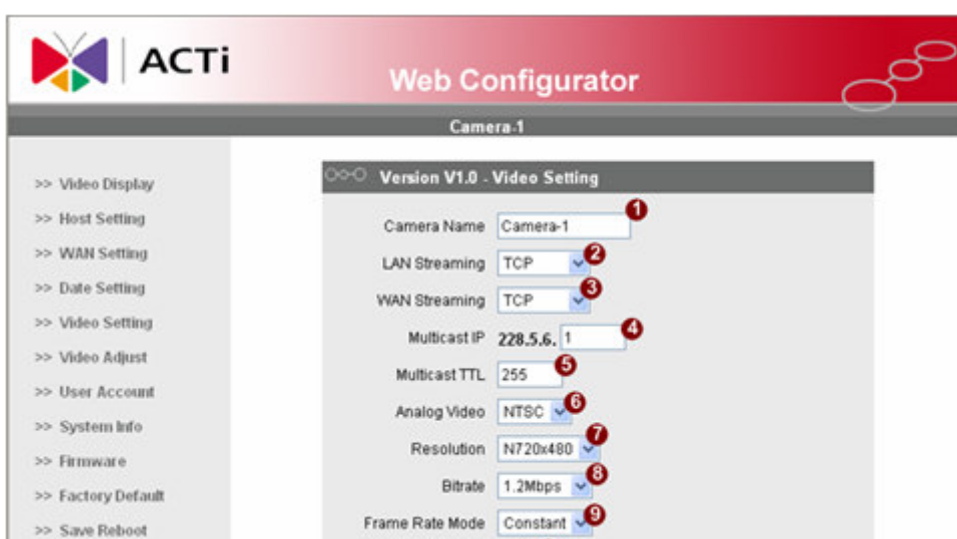 ACTi
Web Configurator
Camera-1
>> Video Display
>> Host Setting
>> WAN Setting
>> Date Setting
>> Video Setting
>> Video Adjust
>> User Account
>> System Info
>> Firmware
>> Factory Default
>> Save Reboot
Version V1.0 - Video Setting
Camera Name Camera-1 1
LAN Streaming TCP 2
WAN Streaming TCP 3
Multicast IP 228.5.6. 1 4
Multicast TTL 255 5
Analog Video NTSC 6
Resolution N720x480 7
Bitrate 1.2Mbps 8
Frame Rate Mode Constant 9